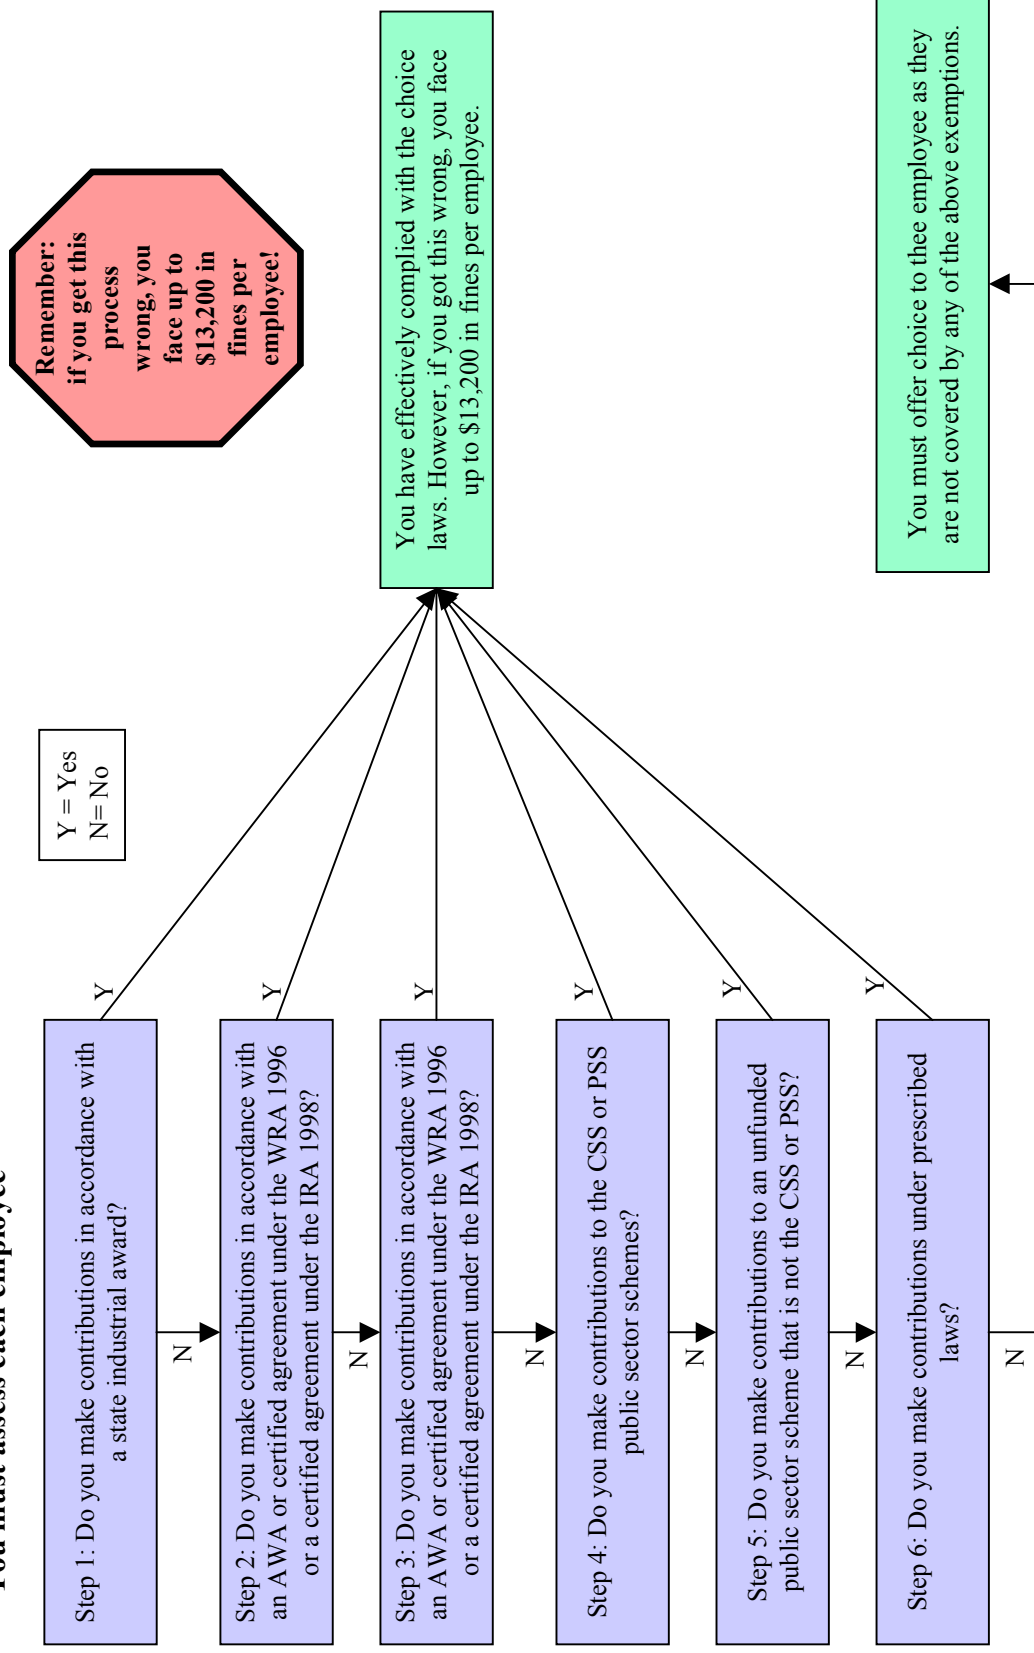 You must assess each employee
Remember:
if you get this
process
wrong, you
face up to
$13,200 in
fines per
employee!
Y = Yes
N= No
Step 1: Do you make contributions in accordance with
a state industrial award?
Y
N
Step 2: Do you make contributions in accordance with
an AWA or certified agreement under the WRA 1996
or a certified agreement under the IRA 1998?
Y
N
Step 3: Do you make contributions in accordance with
an AWA or certified agreement under the WRA 1996
or a certified agreement under the IRA 1998?
Y
N
You have effectively complied with the choice
laws. However, if you got this wrong, you face
up to $13,200 in fines per employee.
Step 4: Do you make contributions to the CSS or PSS
public sector schemes?
Y
N
Step 5: Do you make contributions to an unfunded
public sector scheme that is not the CSS or PSS?
Y
N
Step 6: Do you make contributions under prescribed
laws?
Y
N
You must offer choice to thee employee as they
are not covered by any of the above exemptions.